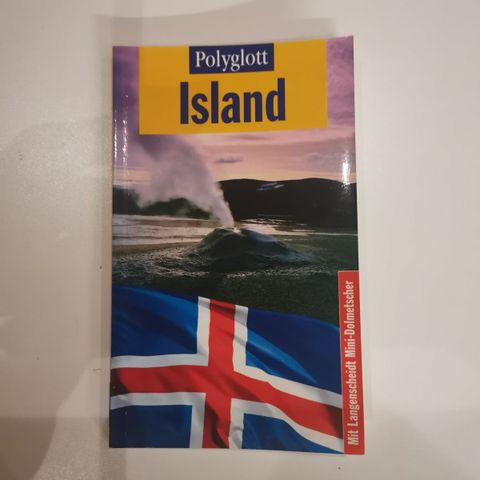 Polyglott
Island
Mit Langenscheidt Mini-Dolmetscher